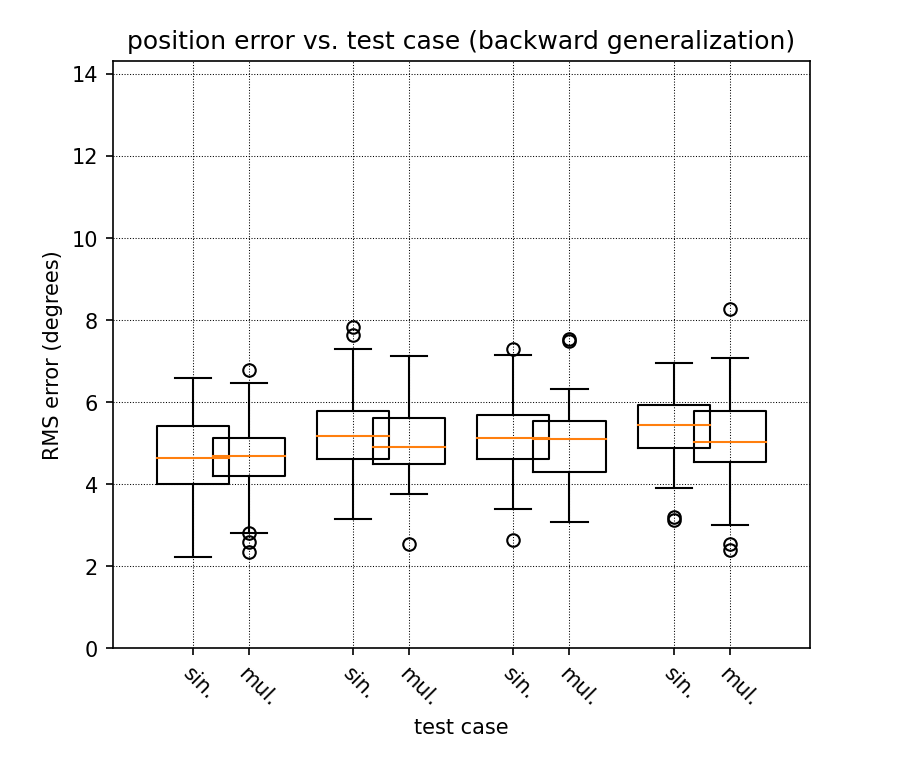 position error vs. test case (backward generalization)
RMS error (degrees)
14
12
10
8
6
4
2
0
sin. mul. sin. mul. sin. mul. sin. mul.
test case